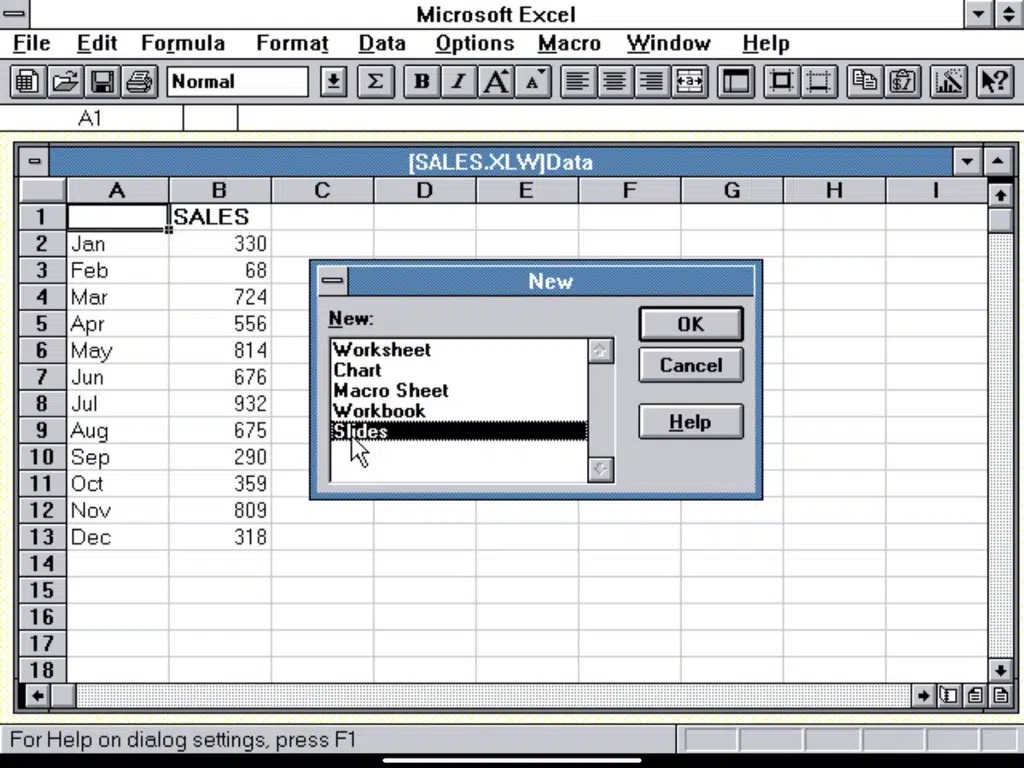 Microsoft Excel
File Edit Formula Format Data Options Macro Window Help
Normal Σ B I A A a ?
A1
[SALES.XLW]Data
A B C D E F G H I
1 SALES
2 Jan 330
3 Feb 68
4 Mar 724
5 Apr 556
6 May 814
7 Jun 676
8 Jul 932
9 Aug 675
10 Sep 290
11 Oct 359
12 Nov 809
13 Dec 318
14
15
16
17
18
New
New:
Worksheet
Chart
Macro Sheet
Workbook
Slides
OK
Cancel
Help
For Help on dialog settings, press F1